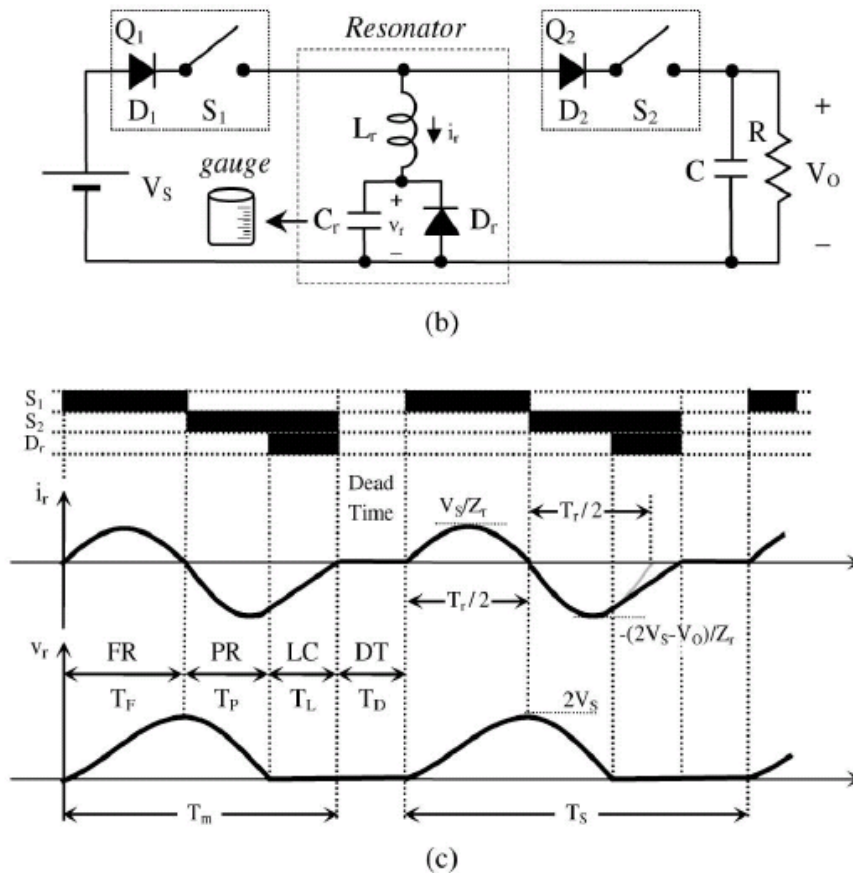 Resonator
Q1 Q2
D1 S1 D2 S2
Lr ir
gauge
VS
Cr + vr − Dr
C R + VO −
(b)
S1
S2
Dr
ir
Dead Time
VS/Zr
Tr/2
Tr/2
-(2VS-VO)/Zr
vr
FR PR LC DT
TF TP TL TD
2VS
Tm TS
(c)